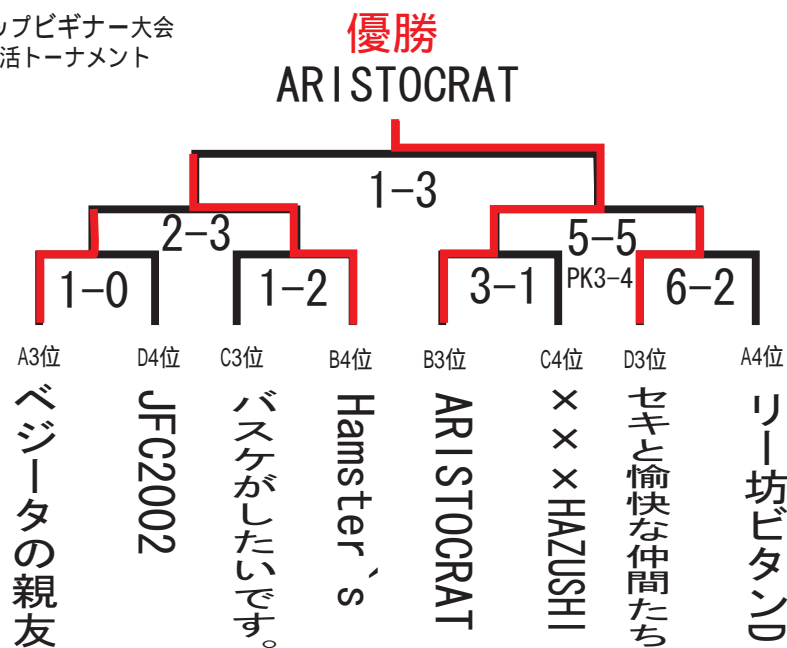 ップビギナー大会
活トーナメント
優勝
ARISTOCRAT
1-3
2-3
5-5
PK3-4
1-0
1-2
3-1
6-2
A3位
D4位
C3位
B4位
B3位
C4位
D3位
A4位
ベジータの親友
JFC2002
バスケがしたいです。
Hamster`s
ARISTOCRAT
×××HAZUSHI
セキと愉快な仲間たち
リー坊ビタンD